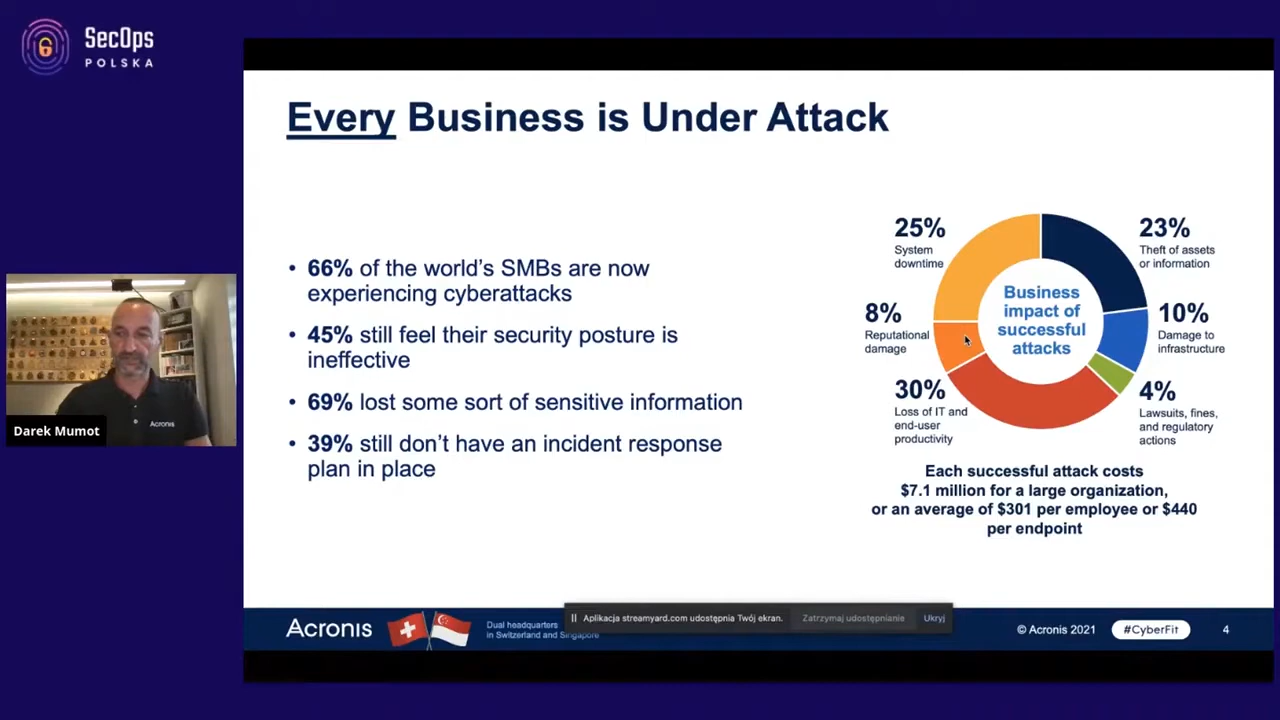 SecOps
POLSKA
Every Business is Under Attack
• 66% of the world's SMBs are now
experiencing cyberattacks
• 45% still feel their security posture is
ineffective
• 69% lost some sort of sensitive information
• 39% still don't have an incident response
plan in place
25%
System
downtime
8%
Reputational
damage
30%
Loss of IT and
end-user
productivity
Business
impact of
successful
attacks
23%
Theft of assets
or information
10%
Damage to
infrastructure
4%
Lawsuits, fines,
and regulatory
actions
Each successful attack costs
$7.1 million for a large organization,
or an average of $301 per employee or $440
per endpoint
Acronis
Darek Mumot
Acronis
Dual headquarters
in Switzerland and Singapore
Aplikacja streamyard.com udostępnia Twój ekran.
Zatrzymaj udostępnianie
Ukryj
© Acronis 2021
#CyberFit
4